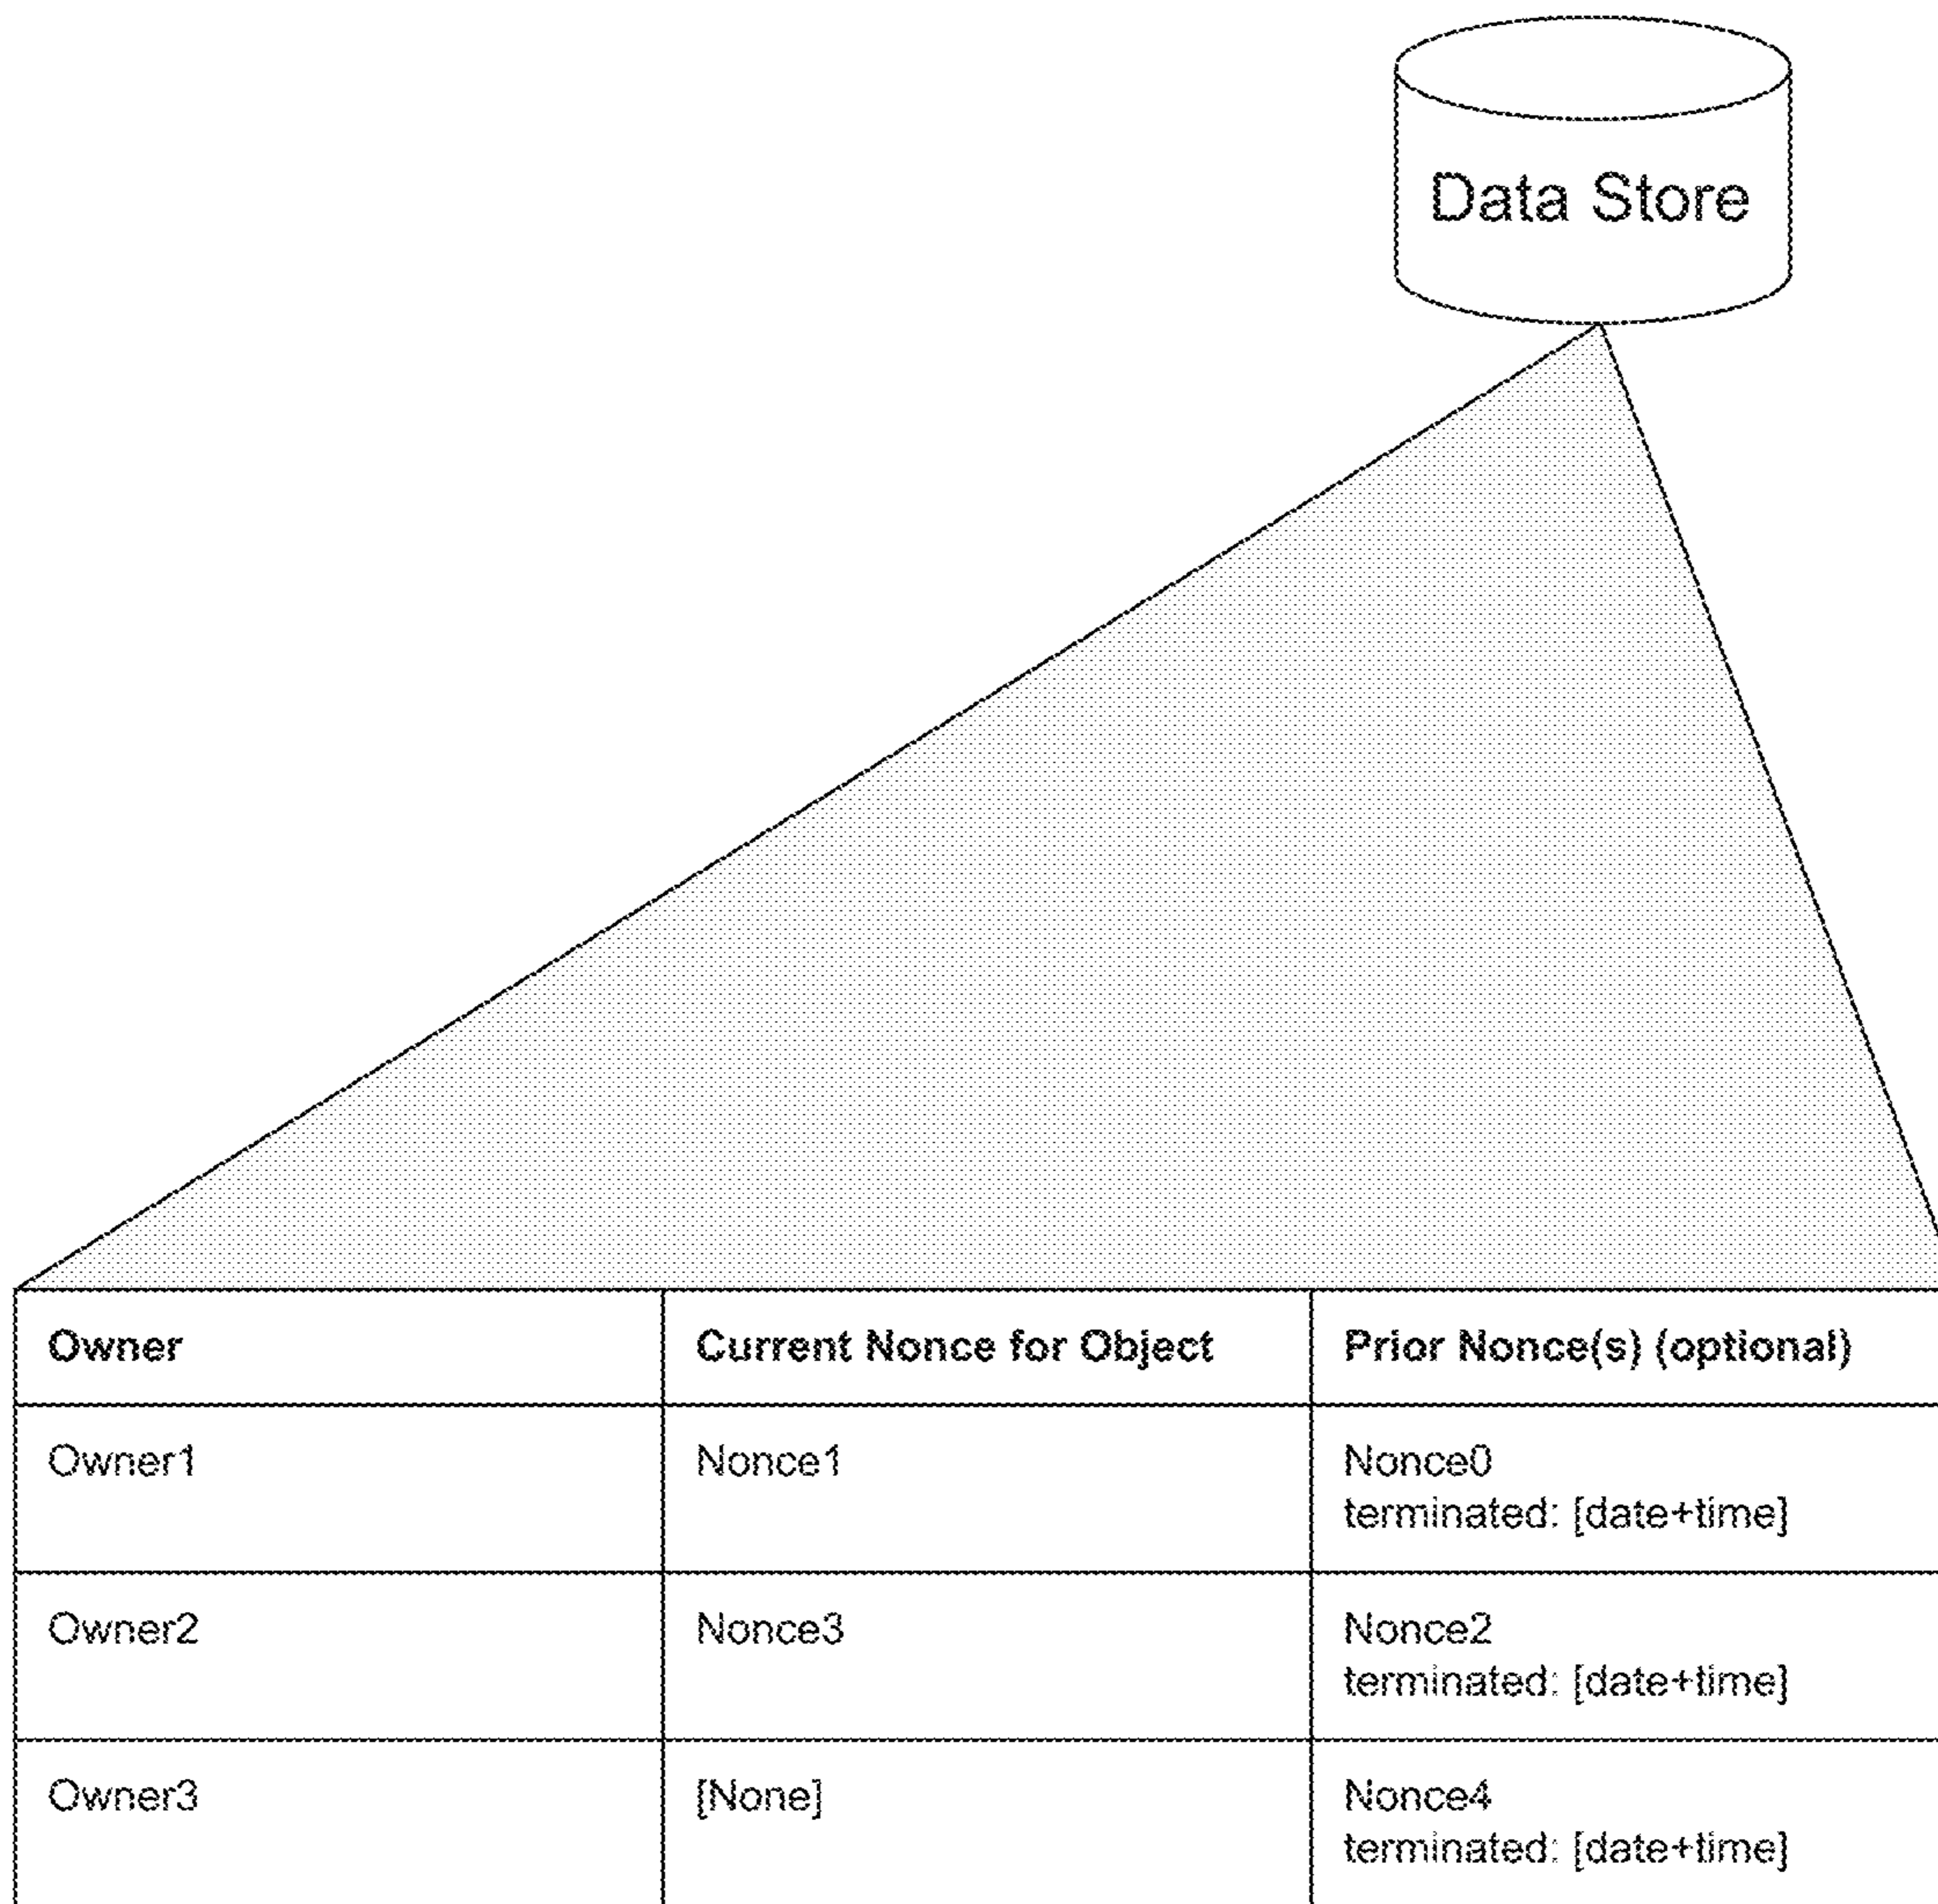 Data Store
Owner
Current Nonce for Object
Prior Nonce(s) (optional)
Owner1
Nonce1
Nonce0
terminated: [date+time]
Owner2
Nonce3
Nonce2
terminated: [date+time]
Owner3
[None]
Nonce4
terminated: [date+time]